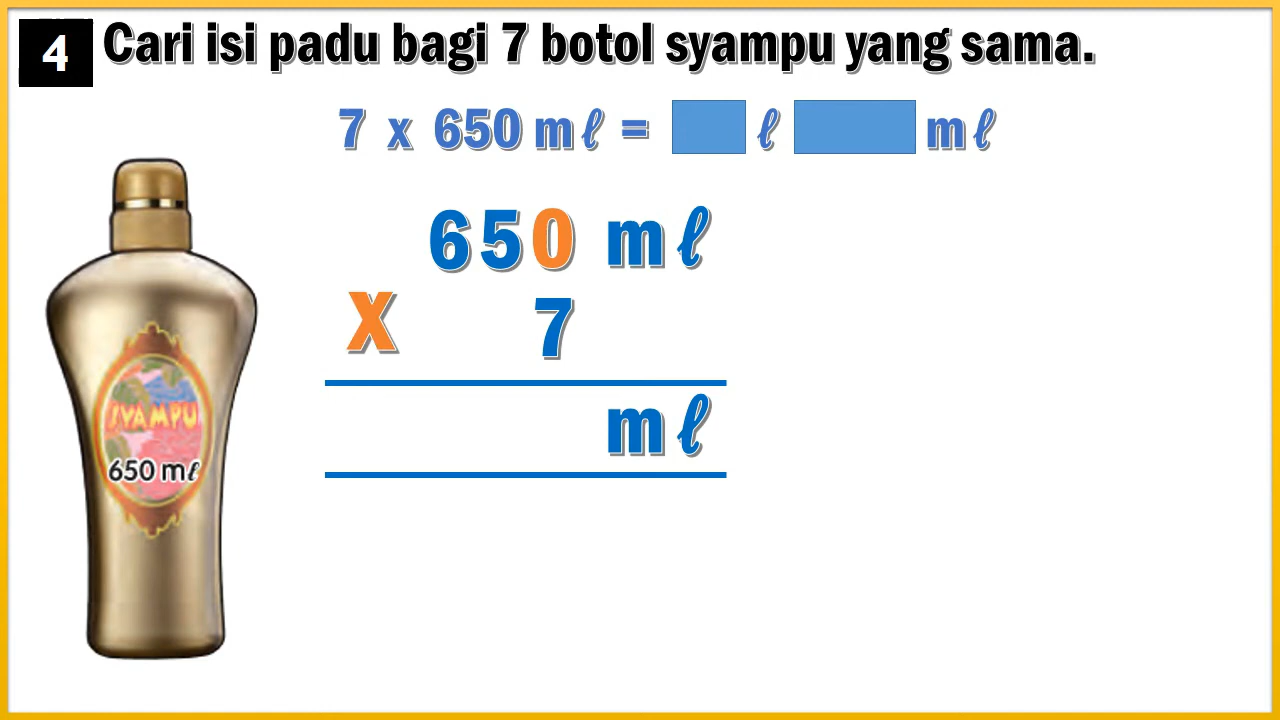 4 Cari isi padu bagi 7 botol syampu yang sama.
7 x 650 mℓ = ℓ mℓ
650 mℓ
X 7
mℓ
SYAMPU
650 mℓ